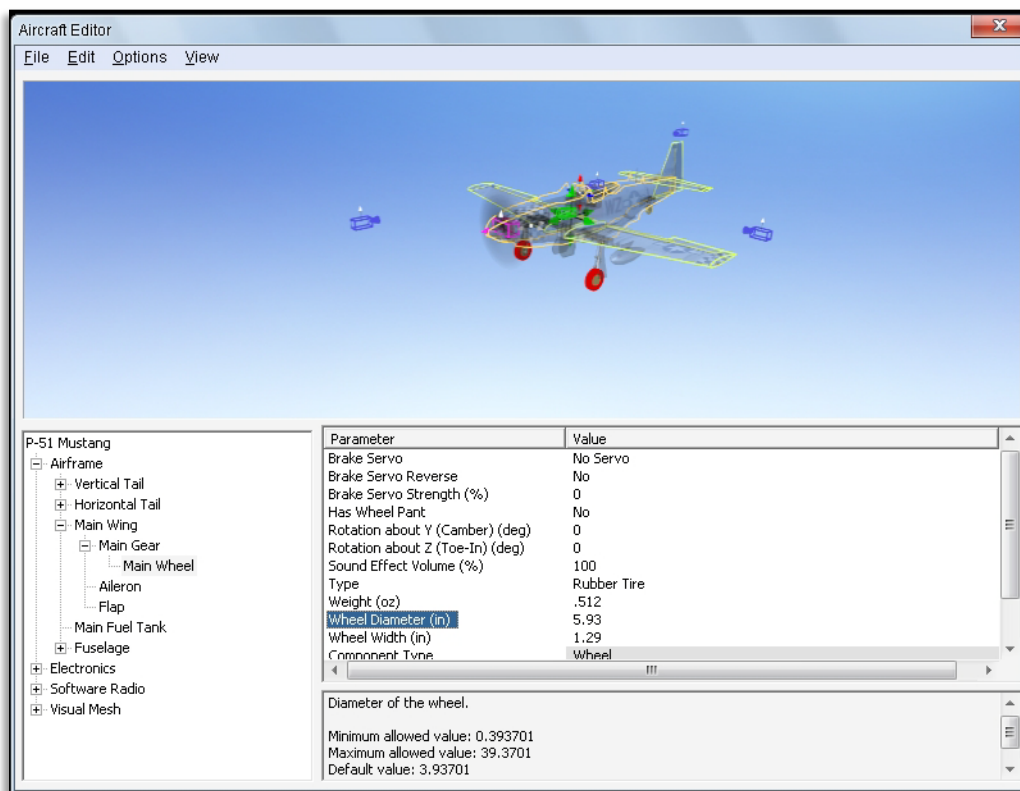 Aircraft Editor
File Edit Options View
P-51 Mustang
Airframe
Vertical Tail
Horizontal Tail
Main Wing
Main Gear
Main Wheel
Aileron
Flap
Main Fuel Tank
Fuselage
Electronics
Software Radio
Visual Mesh
Parameter Value
Brake Servo No Servo
Brake Servo Reverse No
Brake Servo Strength (%) 0
Has Wheel Pant No
Rotation about Y (Camber) (deg) 0
Rotation about Z (Toe-In) (deg) 0
Sound Effect Volume (%) 100
Type Rubber Tire
Weight (oz) .512
Wheel Diameter (in) 5.93
Wheel Width (in) 1.29
Component Type Wheel
Diameter of the wheel.
Minimum allowed value: 0.393701
Maximum allowed value: 39.3701
Default value: 3.93701